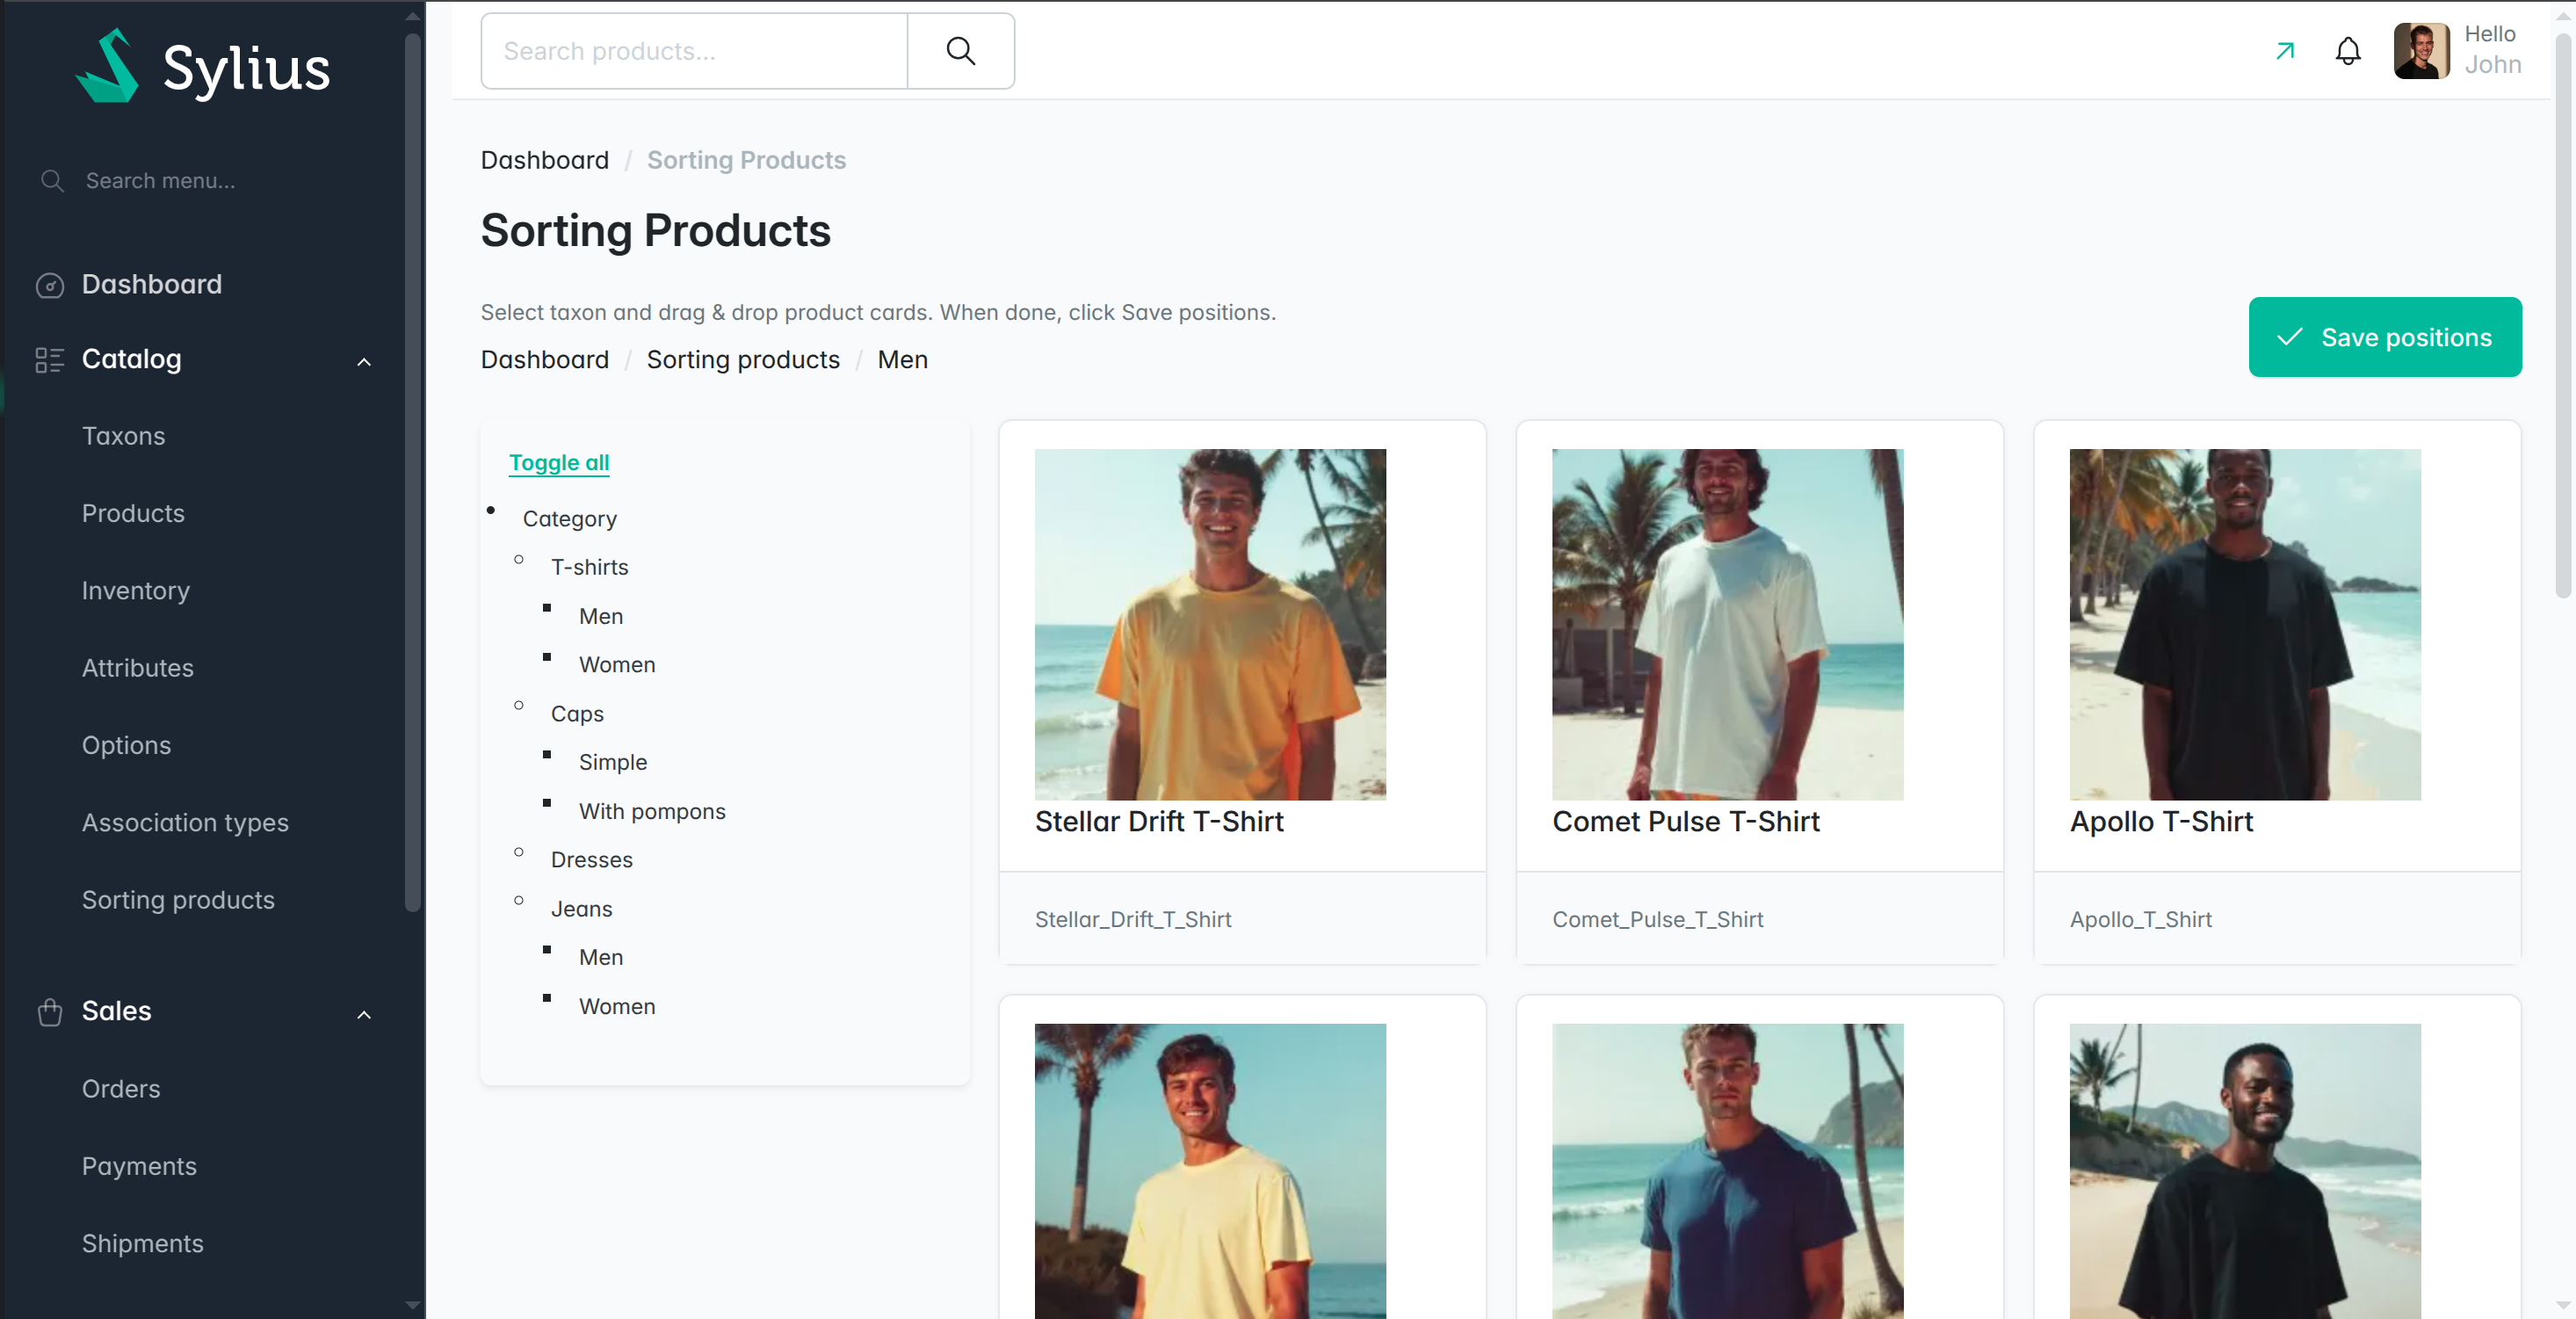 Sylius
Search menu...
Dashboard
Catalog
Taxons
Products
Inventory
Attributes
Options
Association types
Sorting products
Sales
Orders
Payments
Shipments
Search products...
Hello
John
Dashboard / Sorting Products
Sorting Products
Select taxon and drag & drop product cards. When done, click Save positions.
Dashboard / Sorting products / Men
Save positions
Toggle all
Category
T-shirts
Men
Women
Caps
Simple
With pompons
Dresses
Jeans
Men
Women
Stellar Drift T-Shirt
Stellar_Drift_T_Shirt
Comet Pulse T-Shirt
Comet_Pulse_T_Shirt
Apollo T-Shirt
Apollo_T_Shirt